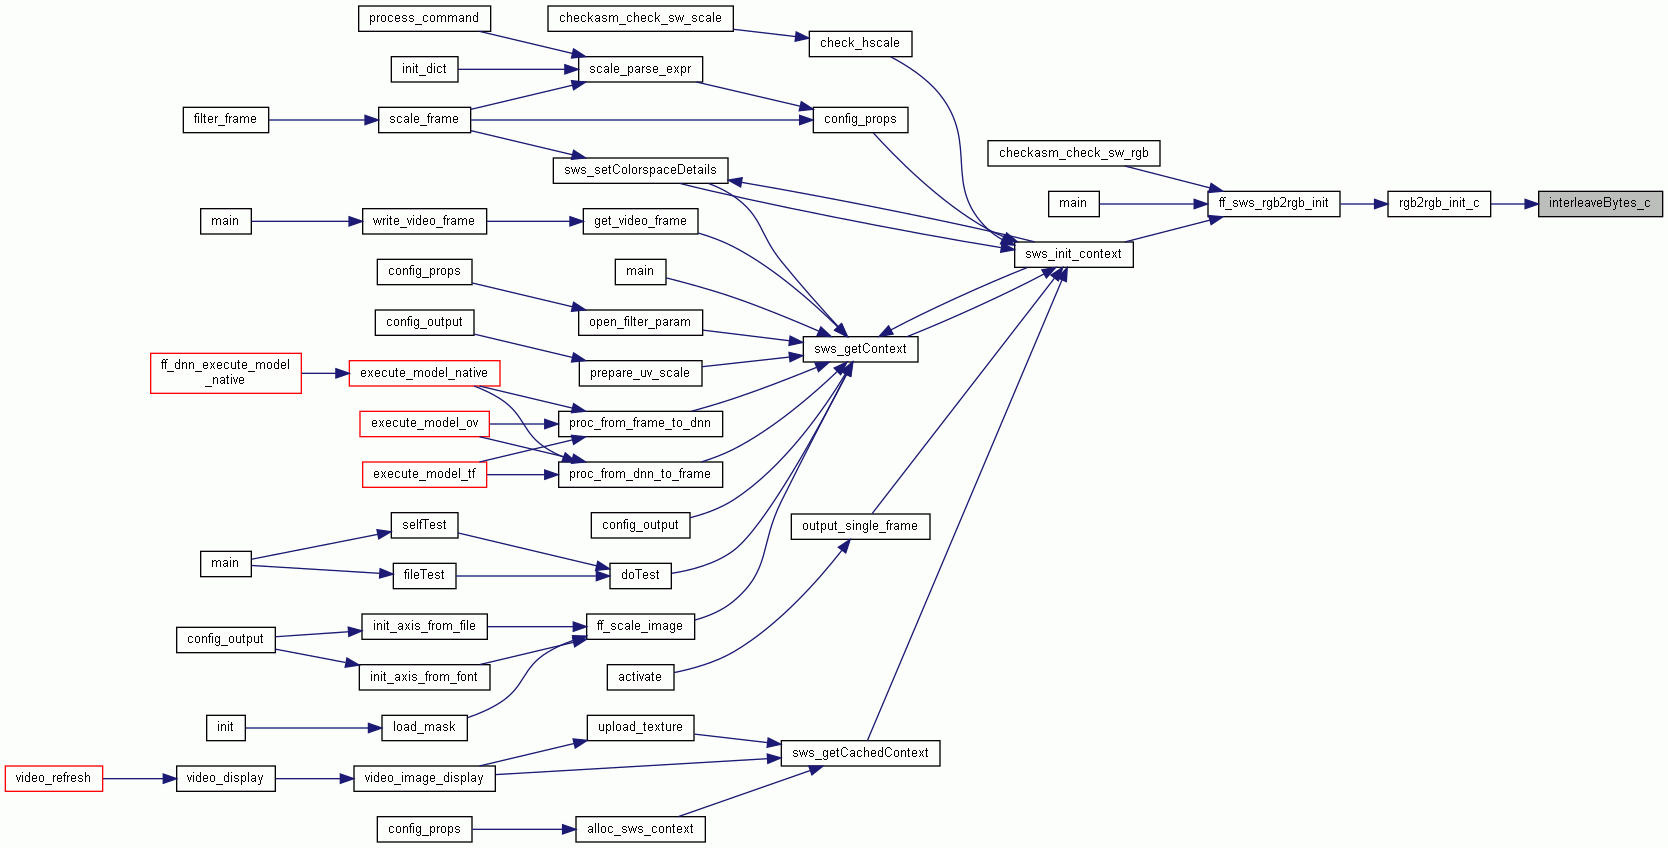 process_command
checkasm_check_sw_scale
check_hscale
init_dict
scale_parse_expr
filter_frame
scale_frame
config_props
checkasm_check_sw_rgb
sws_setColorspaceDetails
main
ff_sws_rgb2rgb_init
rgb2rgb_init_c
interleaveBytes_c
main
write_video_frame
get_video_frame
sws_init_context
config_props
main
config_output
open_filter_param
sws_getContext
ff_dnn_execute_model
_native
execute_model_native
prepare_uv_scale
execute_model_ov
proc_from_frame_to_dnn
execute_model_tf
proc_from_dnn_to_frame
selfTest
config_output
output_single_frame
main
fileTest
doTest
config_output
init_axis_from_file
ff_scale_image
init_axis_from_font
activate
init
load_mask
upload_texture
sws_getCachedContext
video_refresh
video_display
video_image_display
config_props
alloc_sws_context